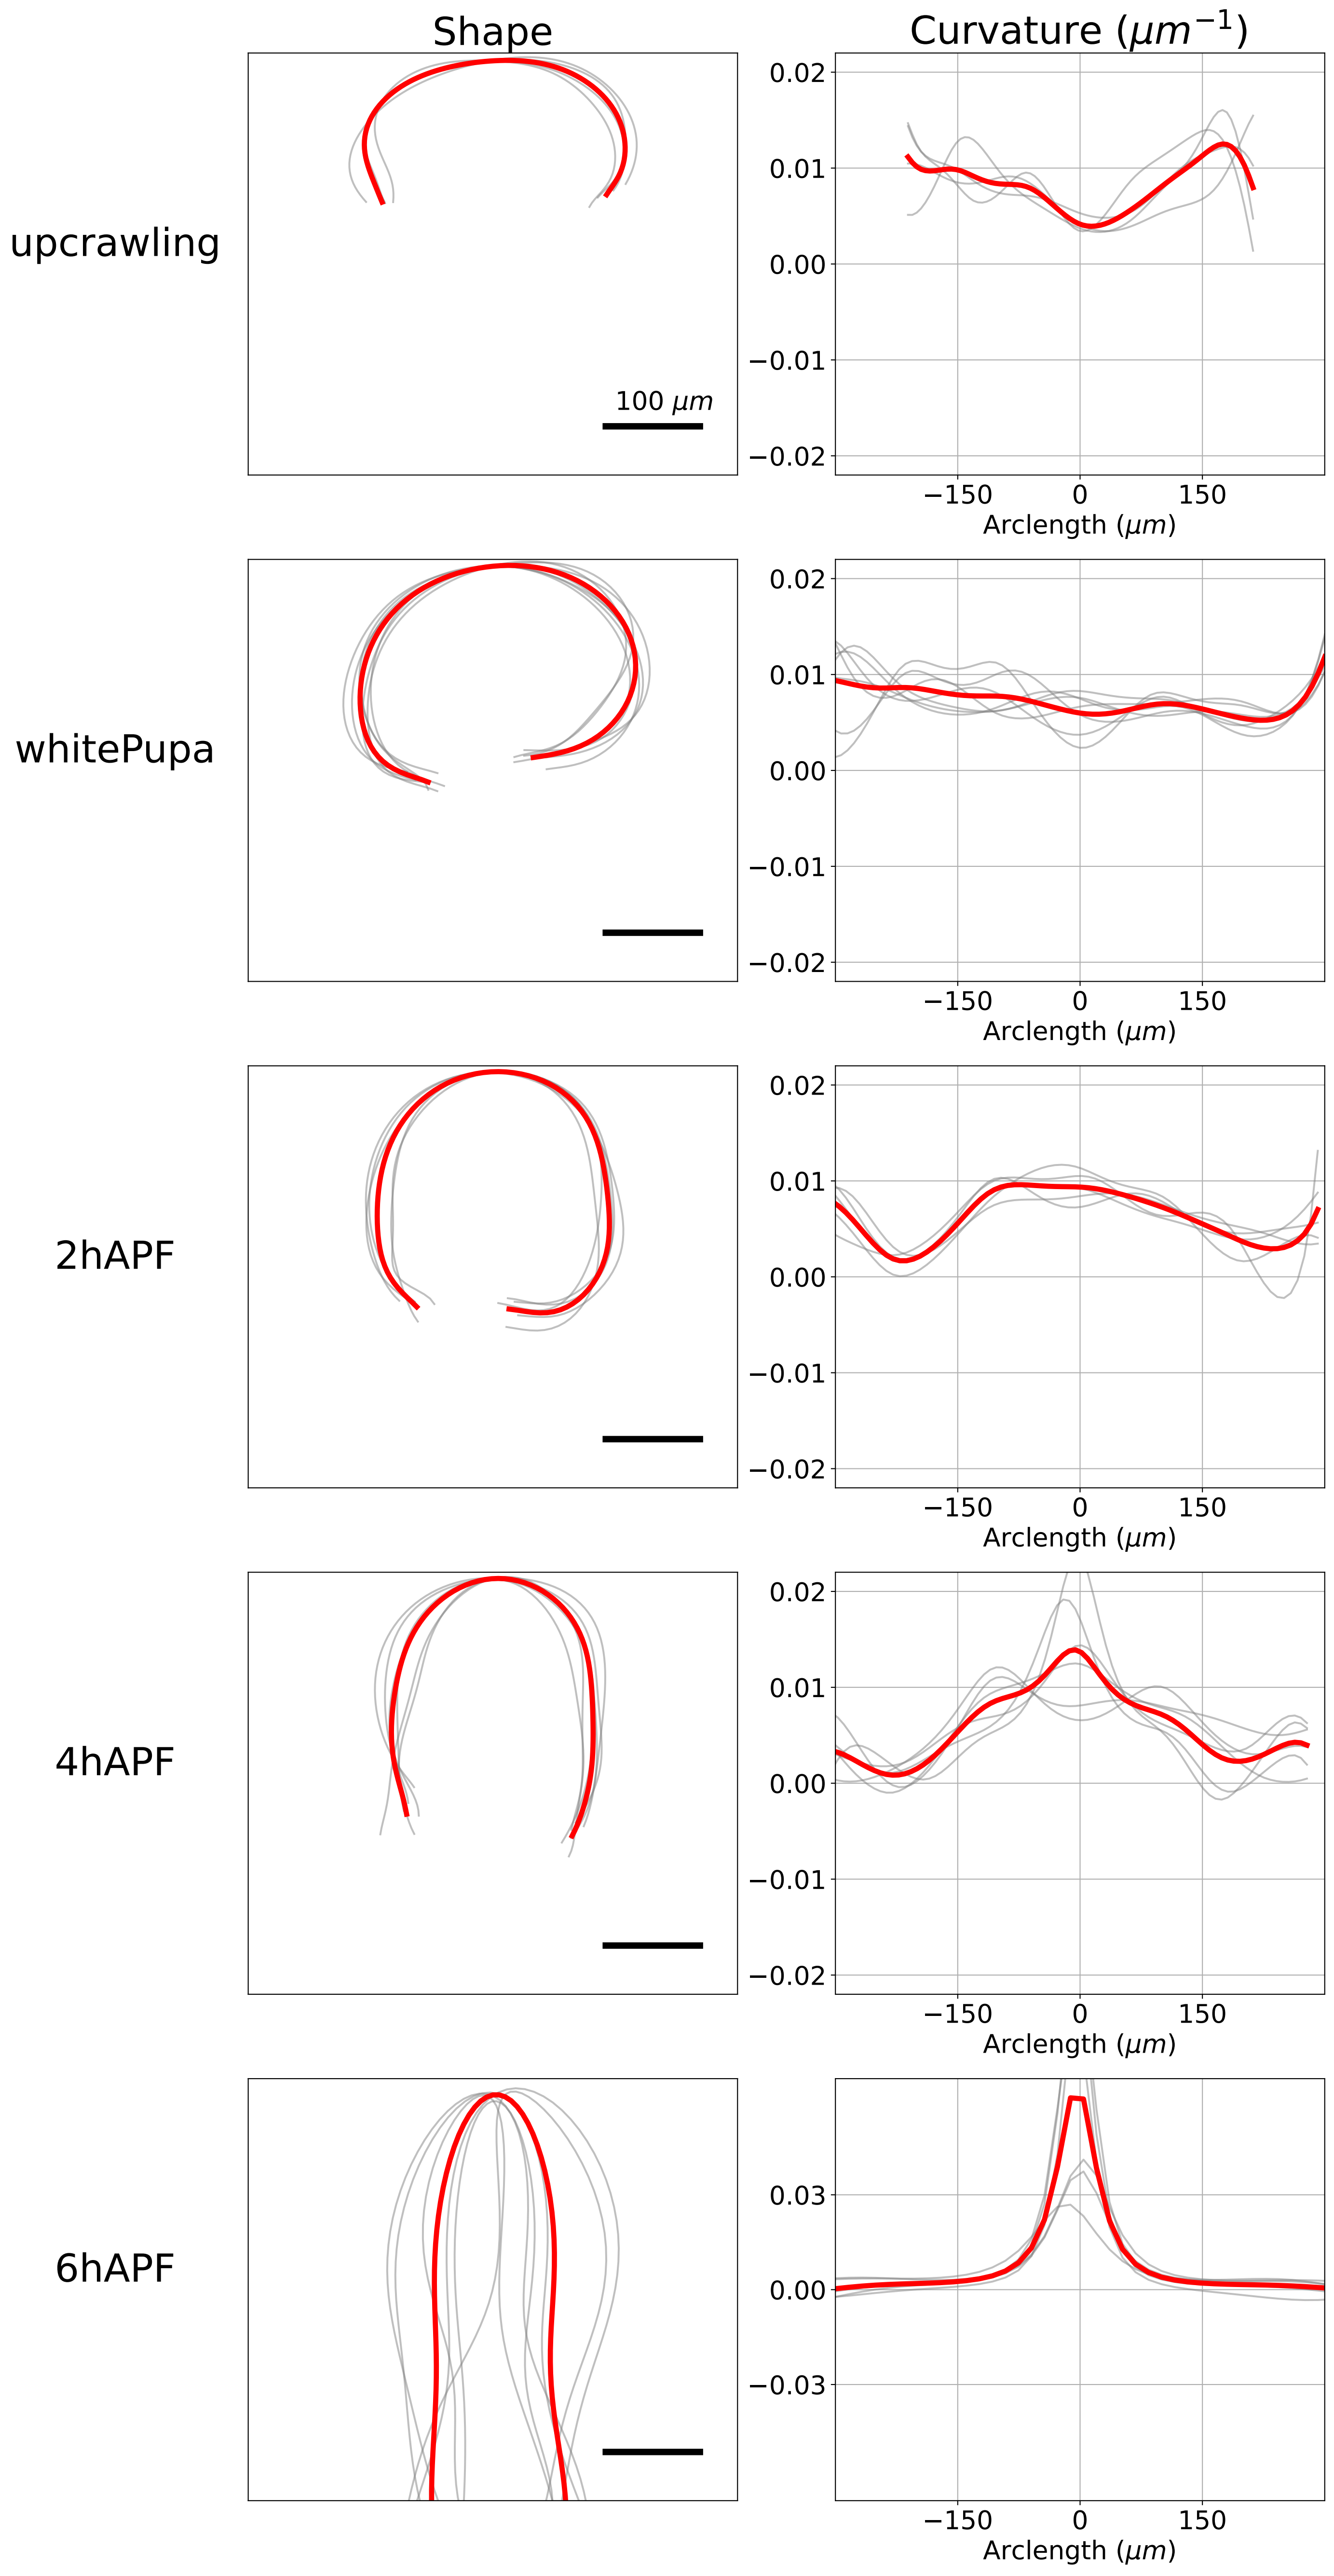 Shape
Curvature (μm⁻¹)
upcrawling
100 μm
0.02
0.01
0.00
−0.01
−0.02
−150 0 150
Arclength (μm)
whitePupa
0.02
0.01
0.00
−0.01
−0.02
−150 0 150
Arclength (μm)
2hAPF
0.02
0.01
0.00
−0.01
−0.02
−150 0 150
Arclength (μm)
4hAPF
0.02
0.01
0.00
−0.01
−0.02
−150 0 150
Arclength (μm)
6hAPF
0.03
0.00
−0.03
−150 0 150
Arclength (μm)